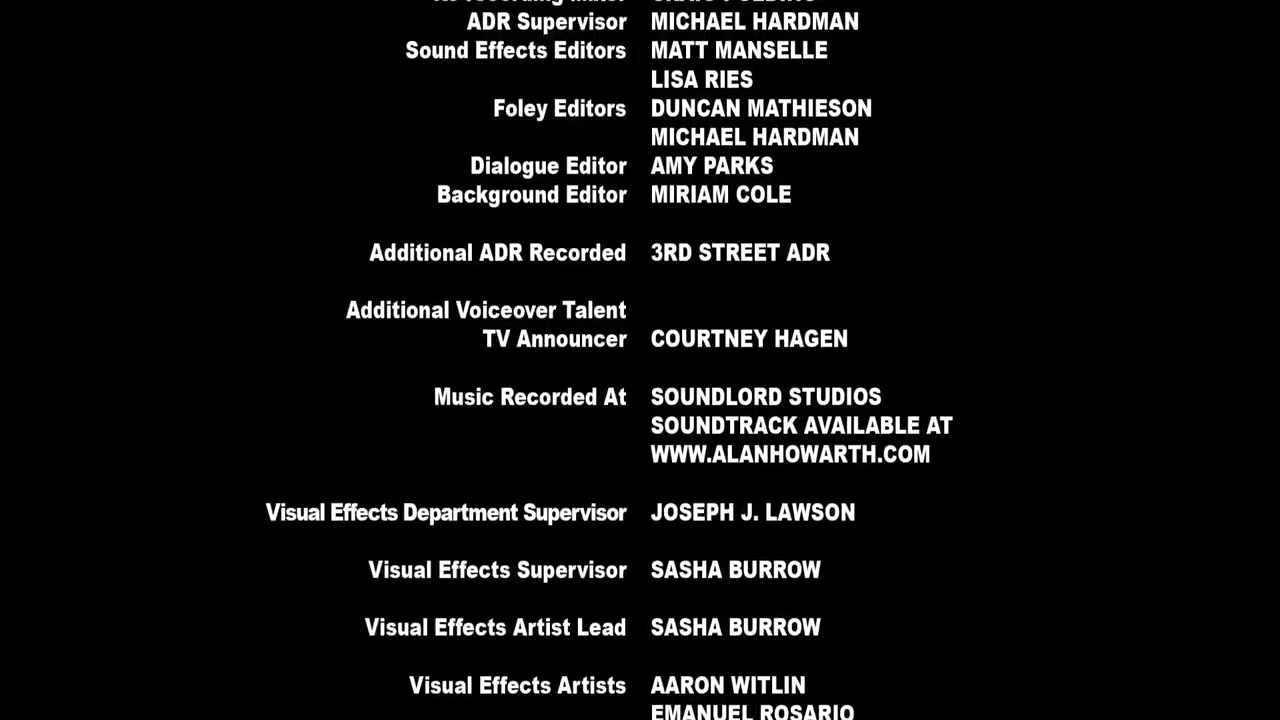 ADR Supervisor MICHAEL HARDMAN
Sound Effects Editors MATT MANSELLE
LISA RIES
Foley Editors DUNCAN MATHIESON
MICHAEL HARDMAN
Dialogue Editor AMY PARKS
Background Editor MIRIAM COLE
Additional ADR Recorded 3RD STREET ADR
Additional Voiceover Talent
TV Announcer COURTNEY HAGEN
Music Recorded At SOUNDLORD STUDIOS
SOUNDTRACK AVAILABLE AT
WWW.ALANHOWARTH.COM
Visual Effects Department Supervisor JOSEPH J. LAWSON
Visual Effects Supervisor SASHA BURROW
Visual Effects Artist Lead SASHA BURROW
Visual Effects Artists AARON WITLIN
EMANUEL ROSARIO